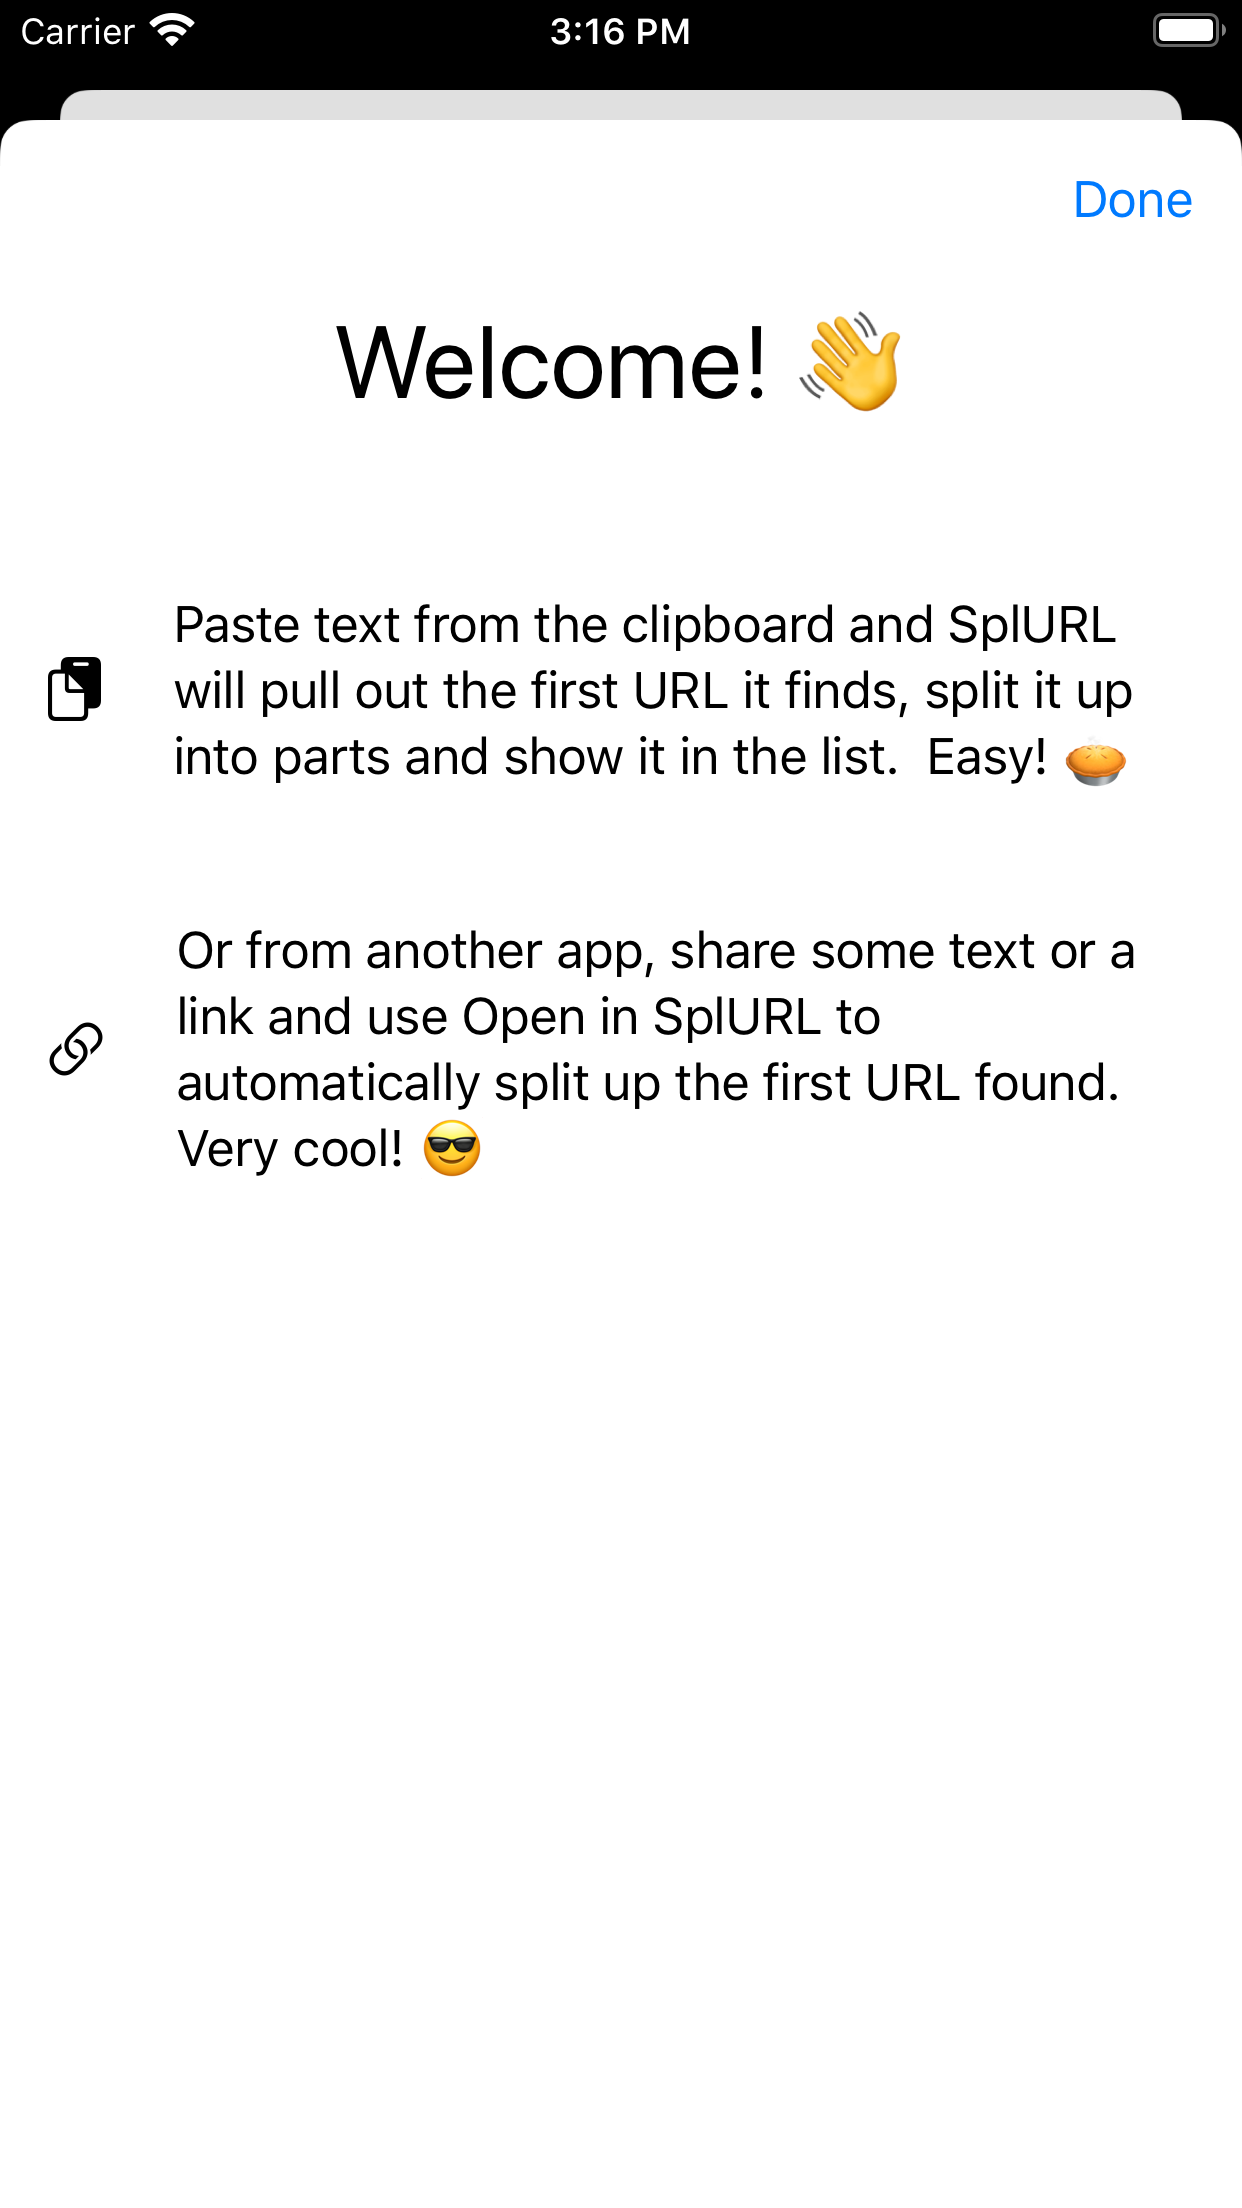 Carrier
3:16 PM
Done
Welcome! 👋
Paste text from the clipboard and SplURL
will pull out the first URL it finds, split it up
into parts and show it in the list.  Easy! 🥧
Or from another app, share some text or a
link and use Open in SplURL to
automatically split up the first URL found.
Very cool! 😎